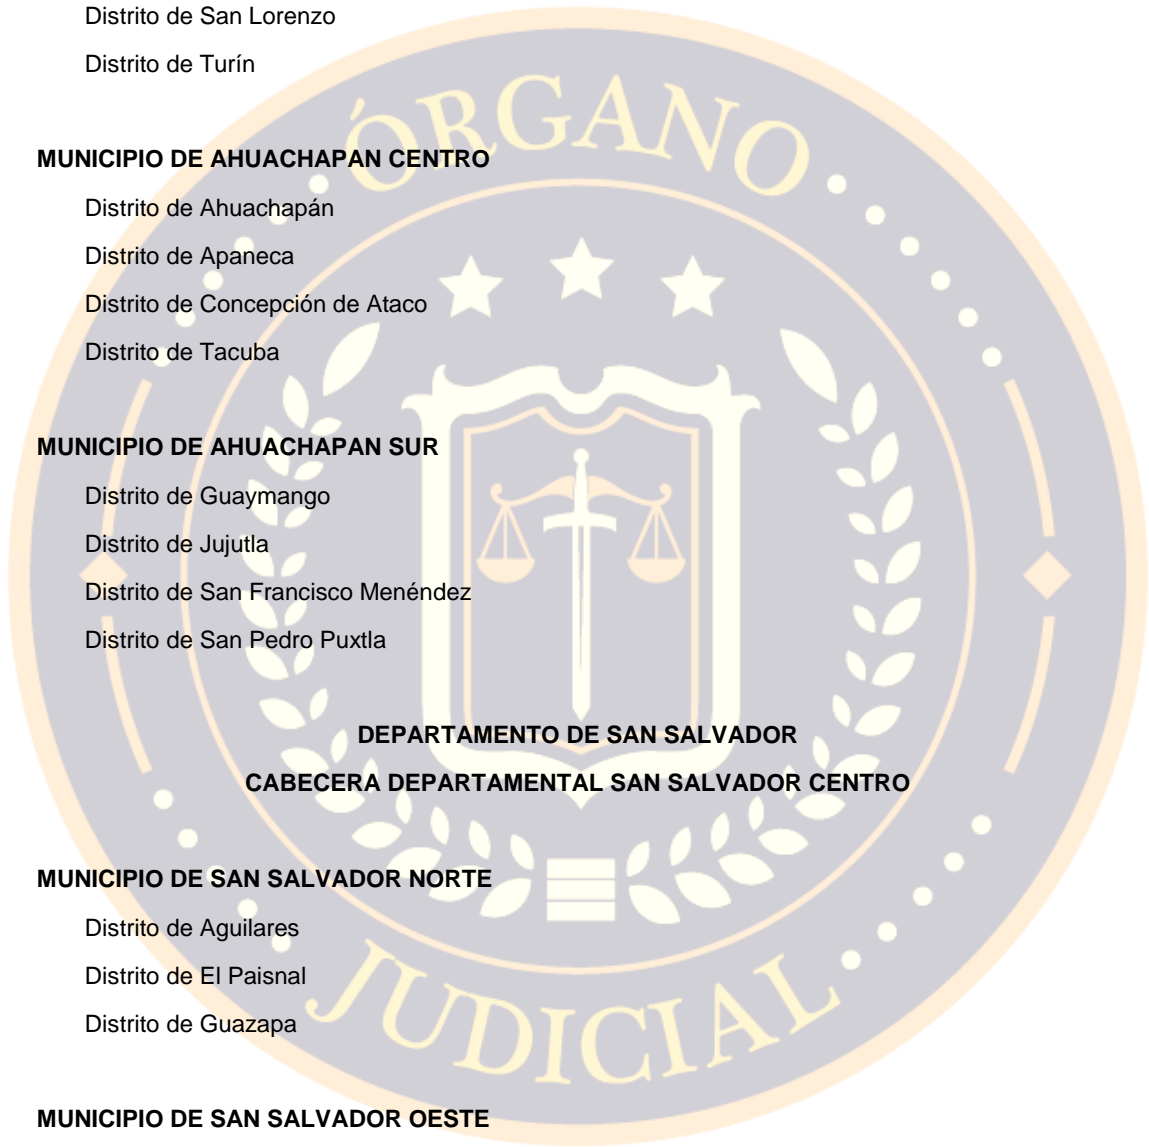 Distrito de San Lorenzo
Distrito de Turín
ÓRGANO
MUNICIPIO DE AHUACHAPAN CENTRO
Distrito de Ahuachapán
Distrito de Apaneca
Distrito de Concepción de Ataco
Distrito de Tacuba
MUNICIPIO DE AHUACHAPAN SUR
Distrito de Guaymango
Distrito de Jujutla
Distrito de San Francisco Menéndez
Distrito de San Pedro Puxtla
DEPARTAMENTO DE SAN SALVADOR
CABECERA DEPARTAMENTAL SAN SALVADOR CENTRO
MUNICIPIO DE SAN SALVADOR NORTE
Distrito de Aguilares
Distrito de El Paisnal
Distrito de Guazapa
JUDICIAL
MUNICIPIO DE SAN SALVADOR OESTE